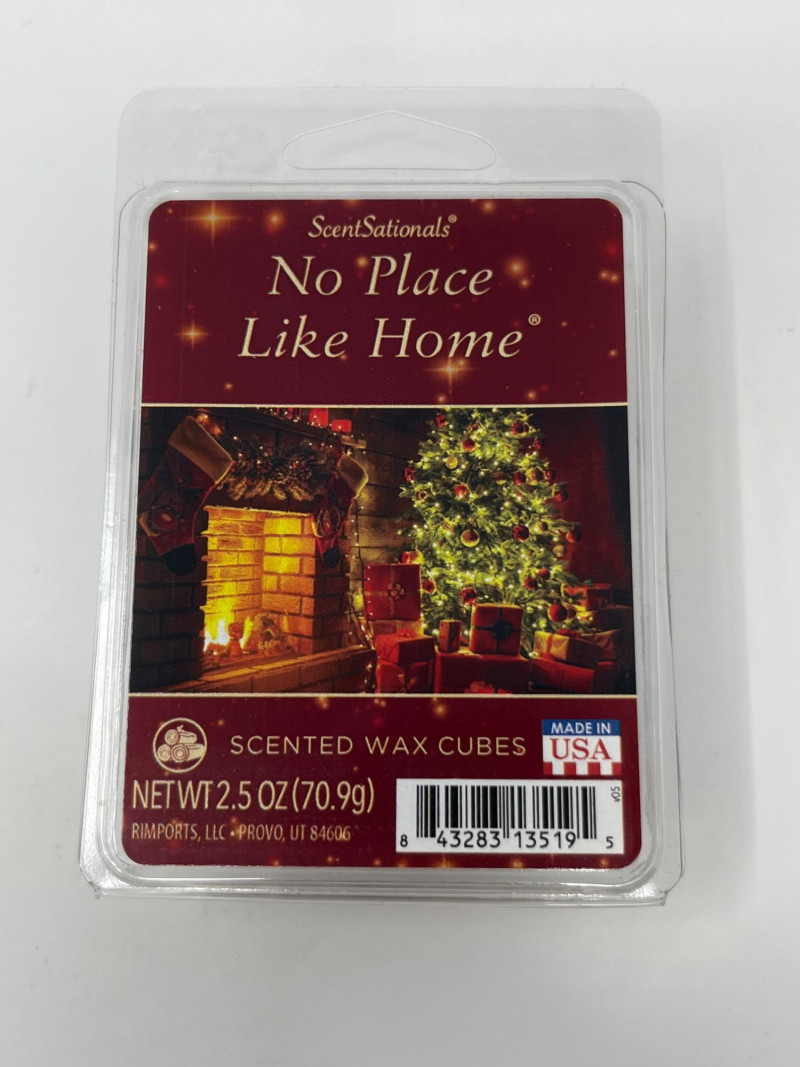 ScentSationals®
No Place
Like Home®
SCENTED WAX CUBES
MADE IN
USA
NET WT 2.5 OZ (70.9g)
RIMPORTS, LLC • PROVO, UT 84606
V05
8 43283 13519 5